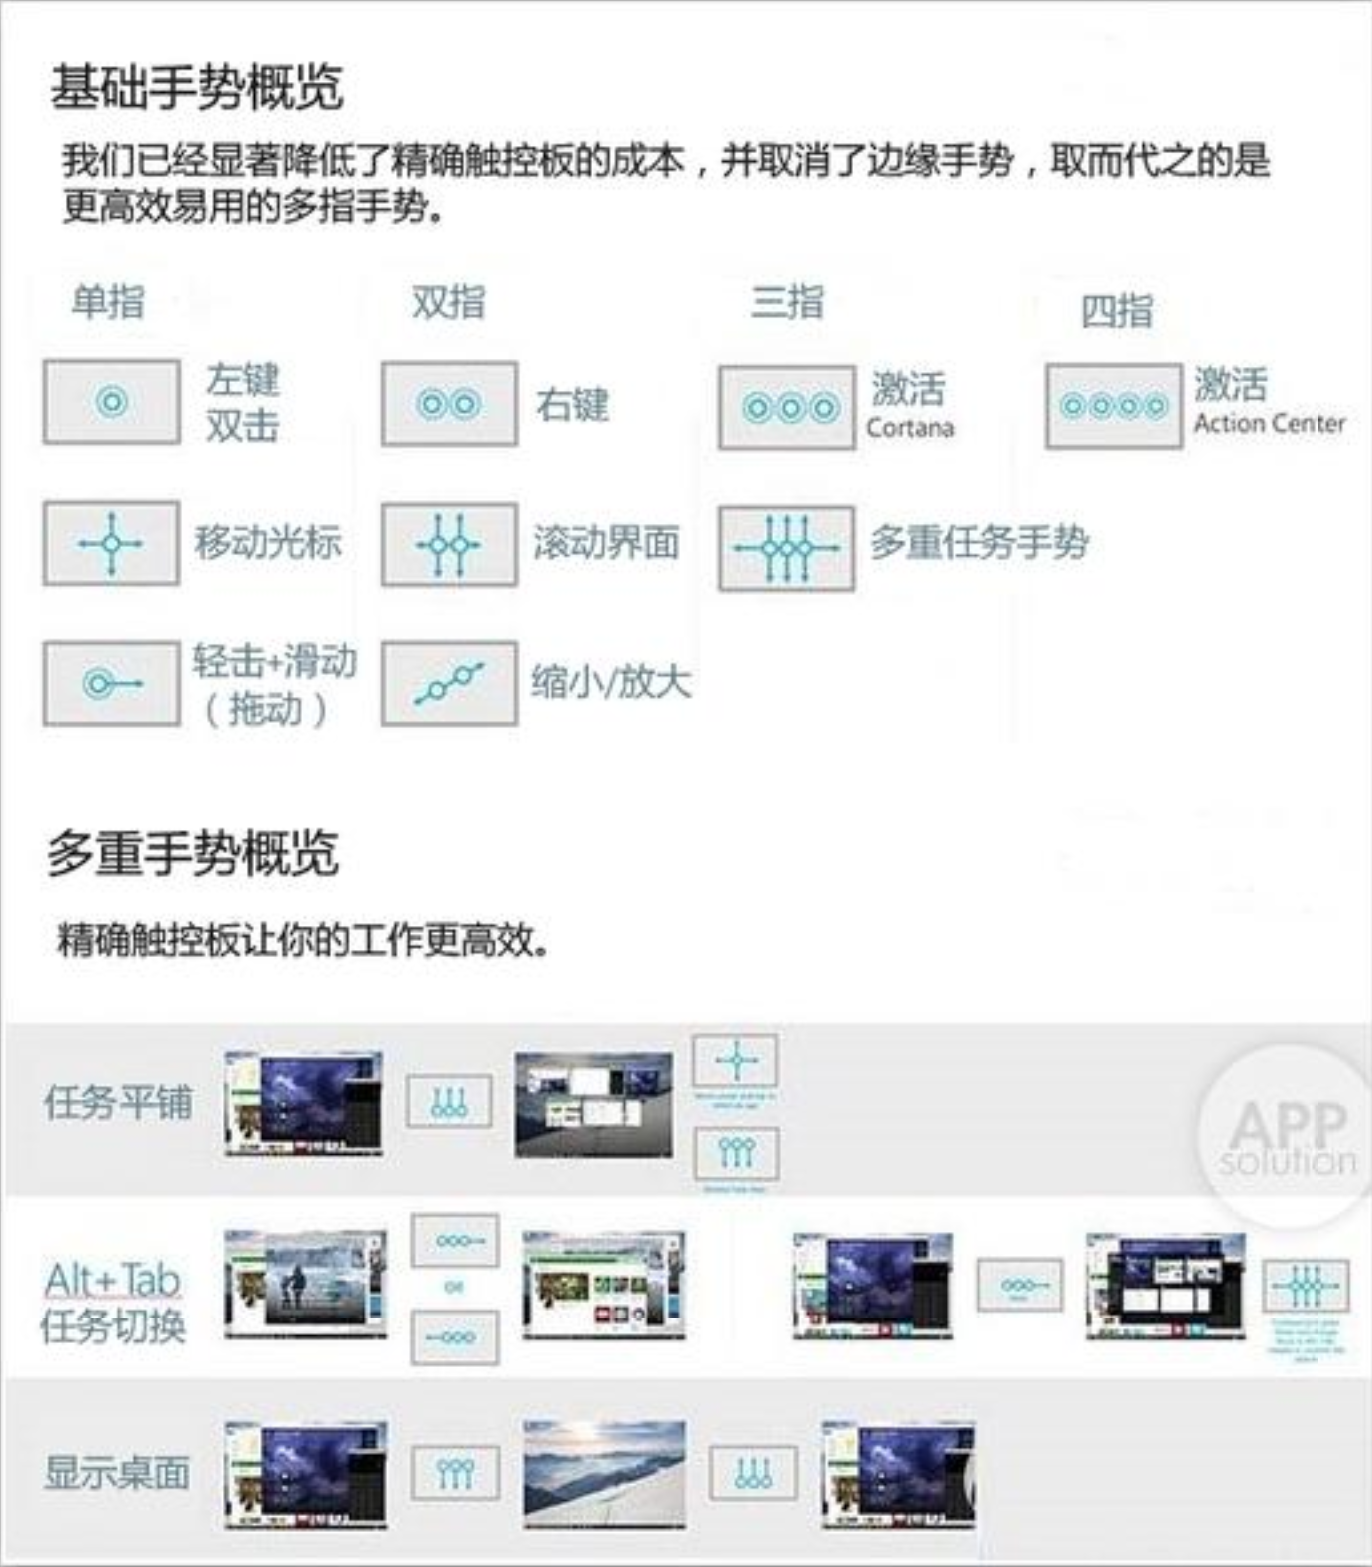 基础手势概览
我们已经显著降低了精确触控板的成本，并取消了边缘手势，取而代之的是
更高效易用的多指手势。
单指
双指
三指
四指
左键
双击
右键
激活
Cortana
激活
Action Center
移动光标
滚动界面
多重任务手势
轻击+滑动
（拖动）
缩小/放大
多重手势概览
精确触控板让你的工作更高效。
任务平铺
APP
solution
Alt+Tab
任务切换
显示桌面